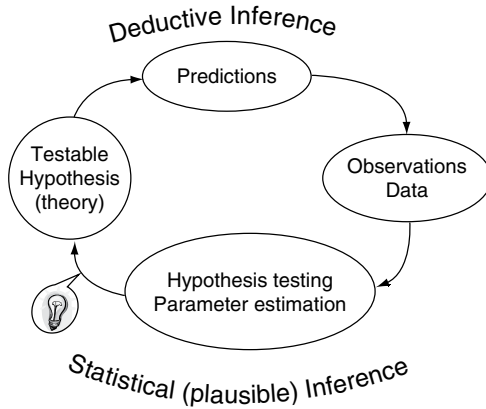 Deductive Inference
Predictions
Testable
Hypothesis
(theory)
Observations
Data
Hypothesis testing
Parameter estimation
Statistical (plausible) Inference